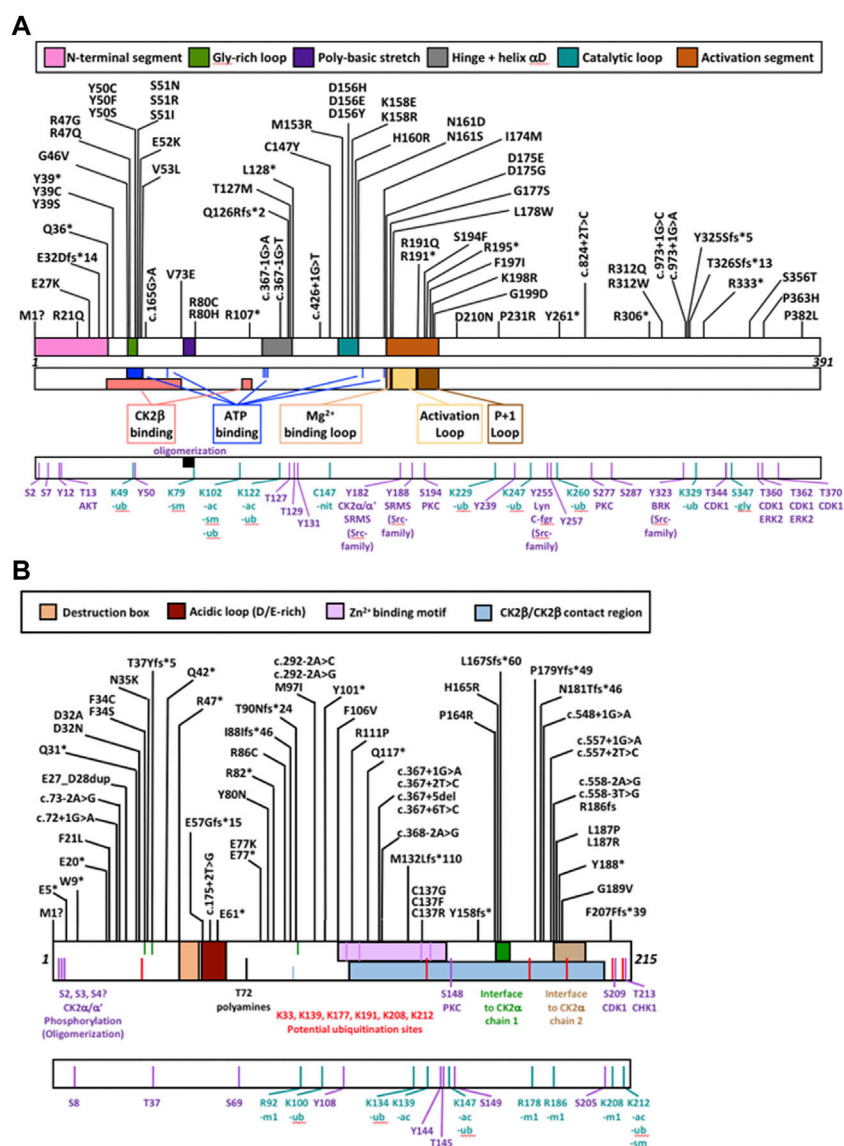 A
N-terminal segment
Gly-rich loop
Poly-basic stretch
Hinge + helix αD
Catalytic loop
Activation segment
Y50C
Y50F
Y50S
S51N
S51R
S51I
R47G
R47Q
E52K
G46V
V53L
Y39*
Y39C
Y39S
Q36*
E32Dfs*14
E27K
M1?
R21Q
c.165G>A
V73E
R80C
R80H
R107*
L128*
T127M
Q126Rfs*2
c.367-1G>A
c.367-1G>T
c.426+1G>T
M153R
C147Y
D156H
D156E
D156Y
K158E
K158R
H160R
N161D
N161S
I174M
D175E
D175G
G177S
L178W
R191Q
R191*
S194F
R195*
F197I
K198R
G199D
D210N
P231R
Y261*
c.824+2T>C
R306*
R312Q
R312W
c.973+1G>C
c.973+1G>A
Y325Sfs*5
T326Sfs*13
R333*
S356T
P363H
P382L
1
391
CK2β
binding
ATP
binding
Mg2+
binding loop
Activation
Loop
P+1
Loop
oligomerization
S2
S7
Y12
T13
AKT
K49
-ub
Y50
K79
-sm
K102
-ac
-sm
-ub
K122
-ac
-ub
T127
T129
Y131
C147
-nit
Y182
CK2α/α'
SRMS
(Src-
family)
Y188
SRMS
(Src-
family)
S194
PKC
K229
-ub
Y239
K247
-ub
Y255
Lyn
C-fgr
(Src-
family)
Y257
K260
-ub
S277
PKC
S287
Y323
BRK
(Src-
family)
K329
-ub
T344
CDK1
S347
-gly
T360
CDK1
ERK2
T362
CDK1
ERK2
T370
CDK1
B
Destruction box
Acidic loop (D/E-rich)
Zn2+ binding motif
CK2β/CK2β contact region
T37Yfs*5
N35K
Q42*
F34C
F34S
R47*
D32A
D32N
Q31*
E27_D28dup
c.73-2A>G
c.72+1G>A
F21L
E20*
W9*
E5*
M1?
E57Gfs*15
c.175+2T>G
E61*
c.292-2A>C
c.292-2A>G
M97I
T90Nfs*24
I88Ifs*46
R86C
R82*
Y80N
E77K
E77*
Y101*
F106V
R111P
Q117*
c.367+1G>A
c.367+2T>C
c.367+5del
c.367+6T>C
c.368-2A>G
M132Lfs*110
C137G
C137F
C137R
Y158fs*
L167Sfs*60
H165R
P164R
P179Yfs*49
N181Tfs*46
c.548+1G>A
c.557+1G>A
c.557+2T>C
c.558-2A>G
c.558-3T>G
R186fs
L187P
L187R
Y188*
G189V
F207Ffs*39
1
215
S2, S3, S4?
CK2α/α'
Phosphorylation
(Oligomerization)
T72
polyamines
K33, K139, K177, K191, K208, K212
Potential ubiquitination sites
S148
PKC
Interface
to CK2α
chain 1
Interface
to CK2α
chain 2
S209
CDK1
T213
CHK1
S8
T37
S69
R92
-m1
K100
-ub
Y108
K134
-ub
K139
-ac
Y144
T145
K147
-ac
-ub
S149
R178
-m1
R186
-m1
S205
K208
-m1
K212
-ac
-ub
-sm